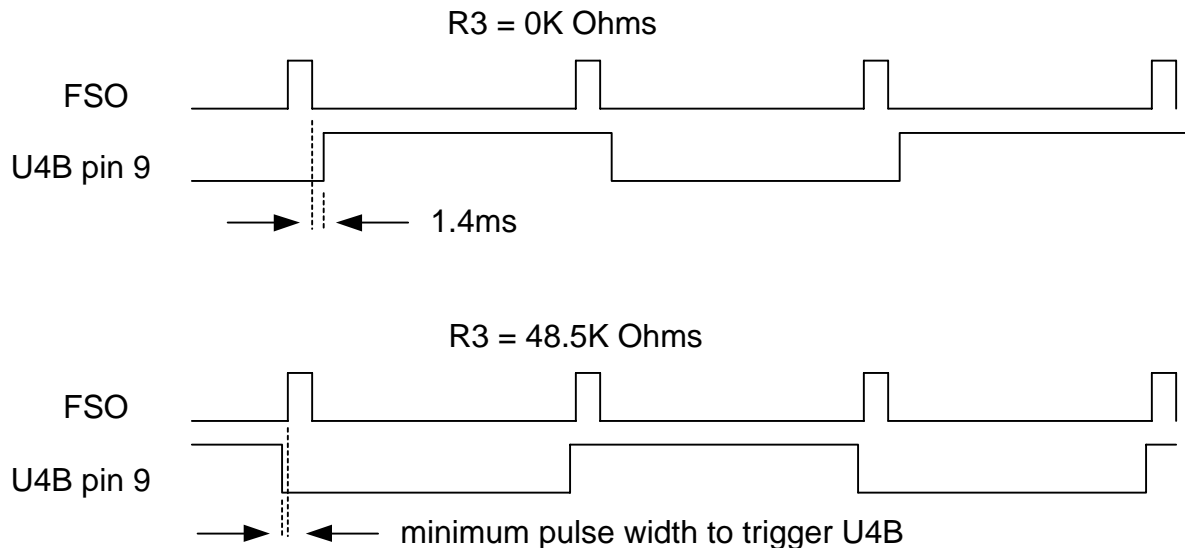 R3 = 0K Ohms
FSO
U4B pin 9
1.4ms
R3 = 48.5K Ohms
FSO
U4B pin 9
minimum pulse width to trigger U4B